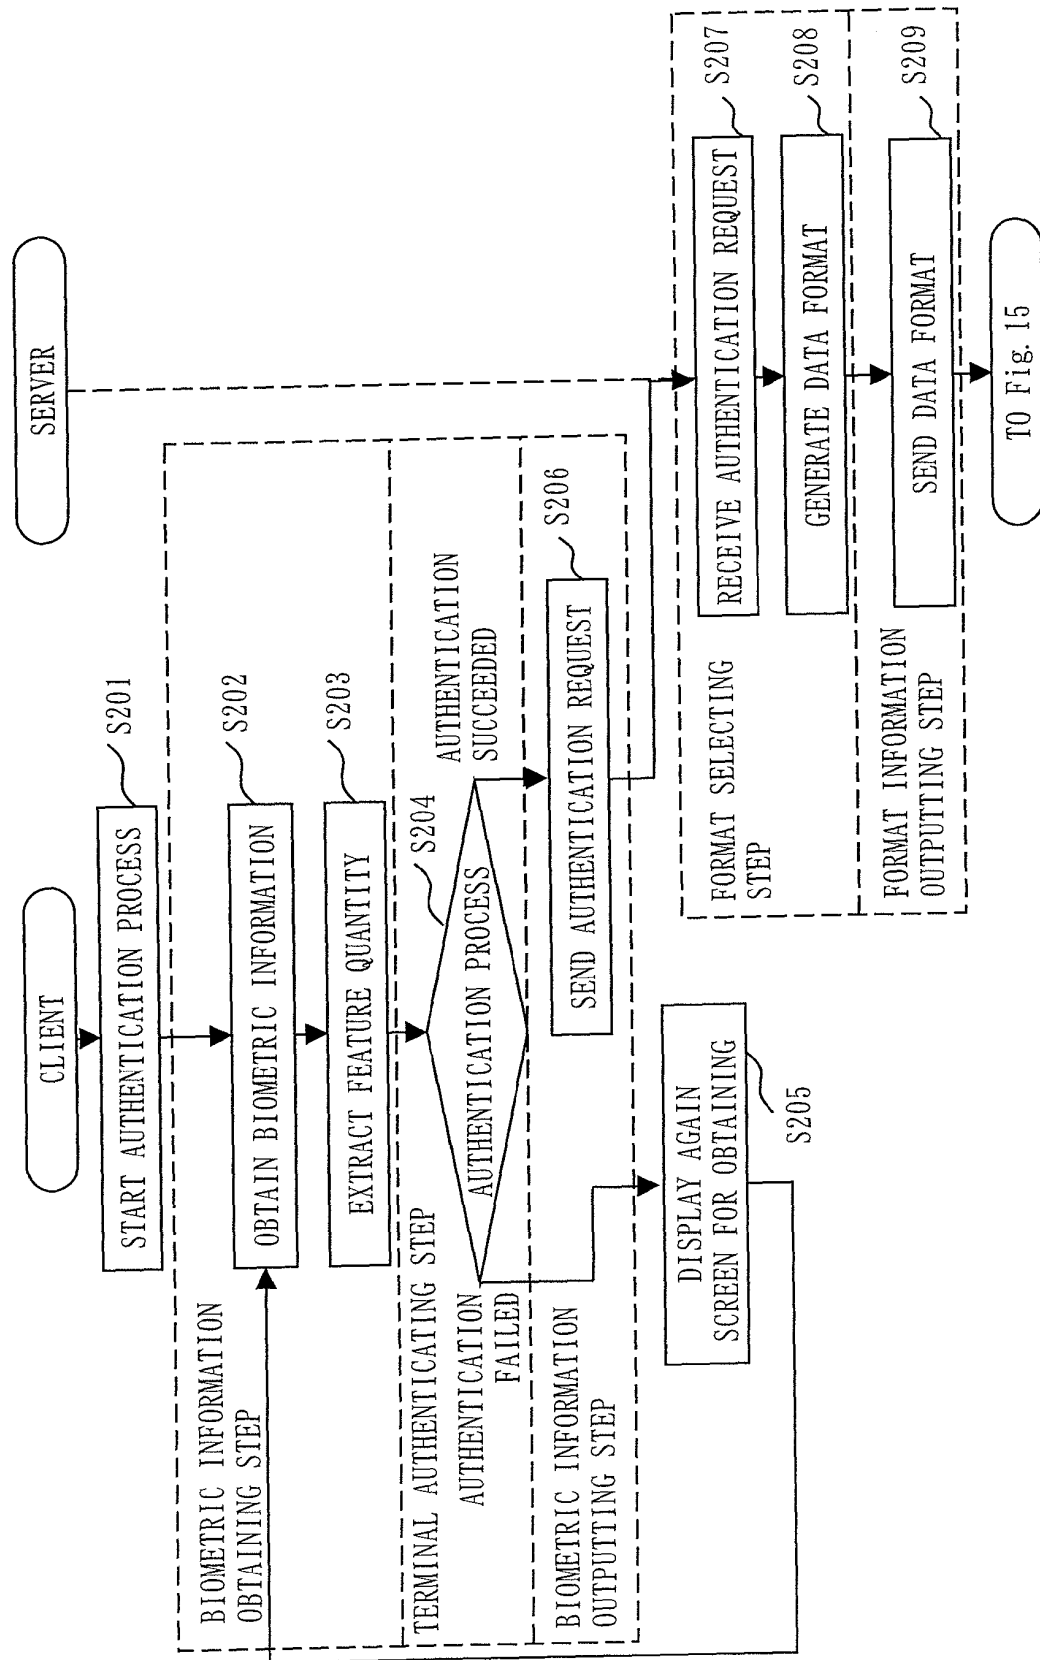 CLIENT
SERVER
START AUTHENTICATION PROCESS
S201
BIOMETRIC INFORMATION
OBTAINING STEP
OBTAIN BIOMETRIC INFORMATION
S202
EXTRACT FEATURE QUANTITY
S203
TERMINAL AUTHENTICATING STEP
AUTHENTICATION PROCESS
S204
AUTHENTICATION
FAILED
AUTHENTICATION
SUCCEEDED
BIOMETRIC INFORMATION
OUTPUTTING STEP
SEND AUTHENTICATION REQUEST
S206
DISPLAY AGAIN
SCREEN FOR OBTAINING
S205
FORMAT SELECTING
STEP
RECEIVE AUTHENTICATION REQUEST
S207
GENERATE DATA FORMAT
S208
FORMAT INFORMATION
OUTPUTTING STEP
SEND DATA FORMAT
S209
TO Fig. 15